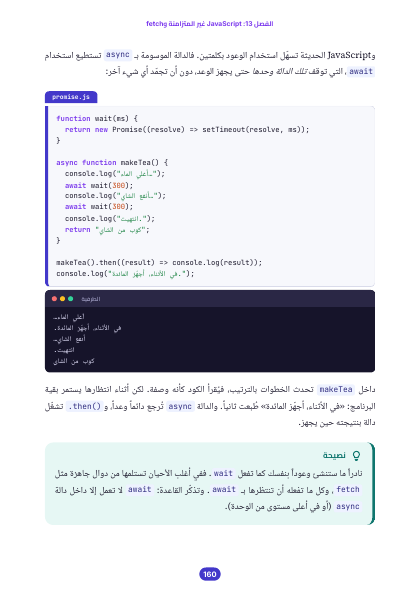 الفصل 13: JavaScript غير المتزامنة وfetch
وJavaScript الحديثة تسهّل استخدام الوعود بكلمتين. فالدالة الموسومة بـ async تستطيع استخدام
await، التي توقف تلك الدالة وحدها حتى يجهز الوعد، دون أن تجمّد أي شيء آخر:
promise.js
function wait(ms) {
  return new Promise((resolve) => setTimeout(resolve, ms));
}
async function makeTea() {
  console.log("أغلي الماء…");
  await wait(300);
  console.log("أنقع الشاي…");
  await wait(300);
  console.log("انتهيت.");
  return "كوب من الشاي";
}
makeTea().then((result) => console.log(result));
console.log("في الأثناء، أجهّز المائدة.");
الطرفية
أغلي الماء…
في الأثناء، أجهّز المائدة.
أنقع الشاي…
انتهيت.
كوب من الشاي
داخل makeTea تحدث الخطوات بالترتيب، فيُقرأ الكود كأنه وصفة. لكن أثناء انتظارها يستمر بقية
البرنامج: «في الأثناء، أجهّز المائدة» طُبعت ثانياً. والدالة async تُرجع دائماً وعداً، و .then() تشغّل
دالة بنتيجته حين يجهز.
نصيحة
نادراً ما ستنشئ وعوداً بنفسك كما تفعل wait. ففي أغلب الأحيان تستلمها من دوال جاهزة مثل
fetch، وكل ما تفعله أن تنتظرها بـ await. وتذكّر القاعدة: await لا تعمل إلا داخل دالة
async (أو في أعلى مستوى من الوحدة).
160